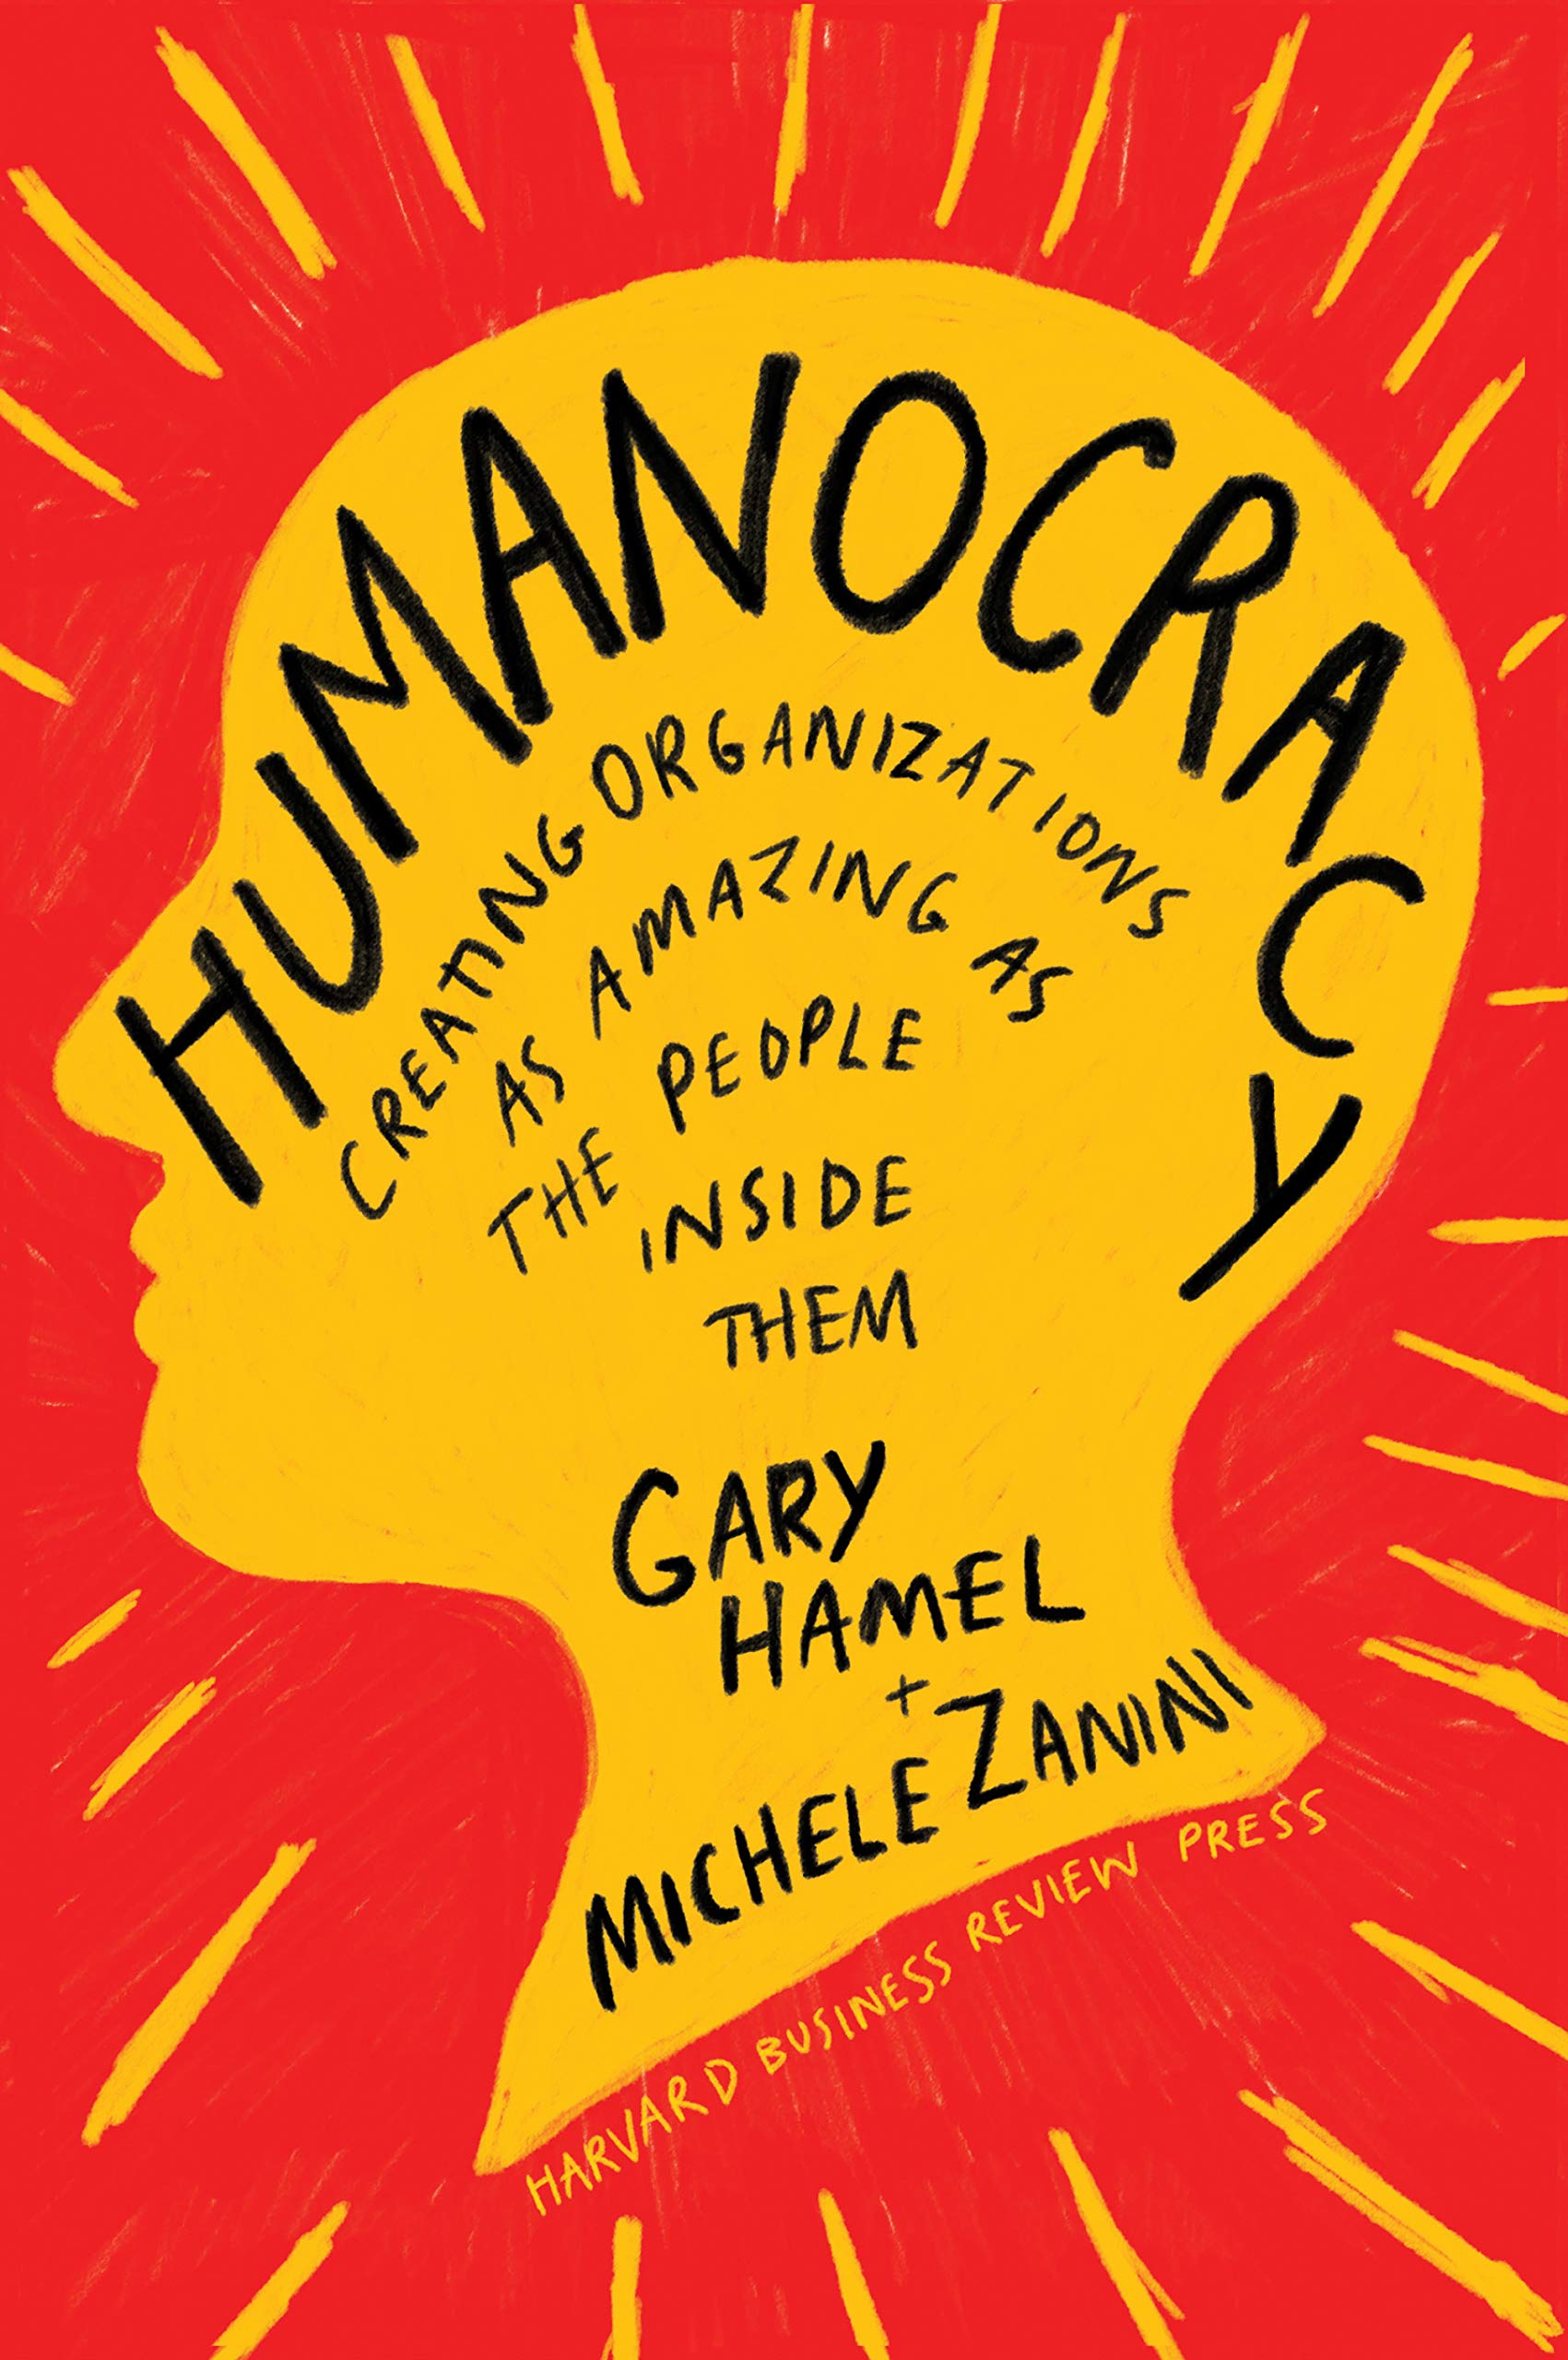 HUMANOCRACY
CREATING ORGANIZATIONS
AS AMAZING AS
THE PEOPLE
INSIDE
THEM
GARY
HAMEL
+
MICHELE ZANINI
HARVARD BUSINESS REVIEW PRESS